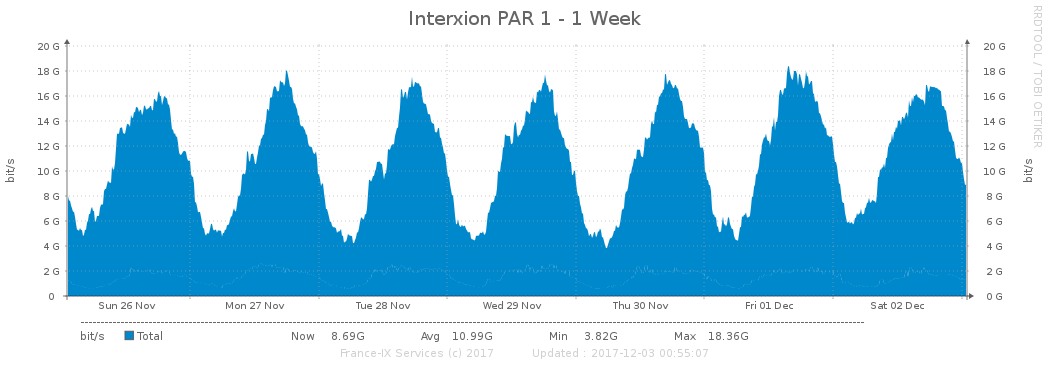 Interxion PAR 1 - 1 Week
RRDTOOL / TOBI OETIKER
bit/s
20 G 20 G
18 G 18 G
16 G 16 G
14 G 14 G
12 G 12 G
10 G 10 G
8 G 8 G
6 G 6 G
4 G 4 G
2 G 2 G
0 0 G
bit/s
Sun 26 Nov Mon 27 Nov Tue 28 Nov Wed 29 Nov Thu 30 Nov Fri 01 Dec Sat 02 Dec
bit/s Total Now 8.69G Avg 10.99G Min 3.82G Max 18.36G
France-IX Services (c) 2017 Updated : 2017-12-03 00:55:07